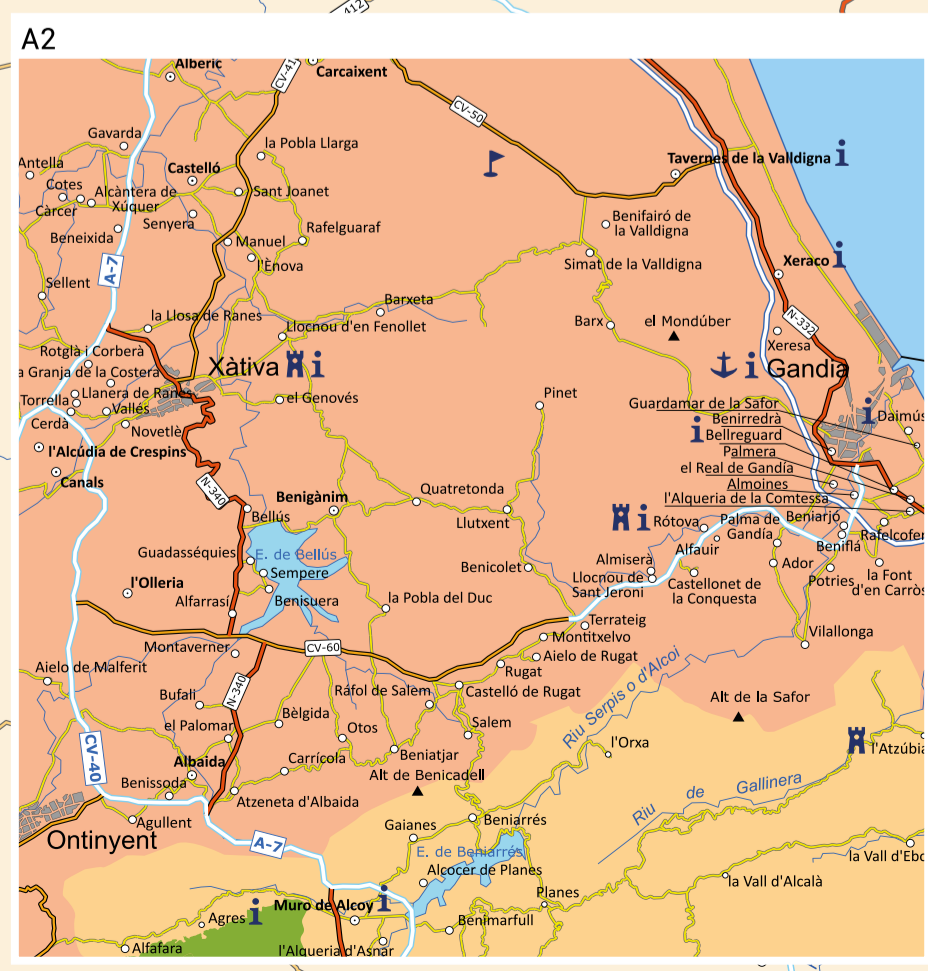 412
A2
Alberic
CV-41
Carcaixent
CV-50
Gavarda
la Pobla Llarga
Antella
Castelló
Tavernes de la Valldigna
Cotes
Alcàntera de
Xúquer
Sant Joanet
Càrcer
Senyera
Benifairó de
la Valldigna
Beneixida
Manuel
Rafelguaraf
A-7
l'Ènova
Simat de la Valldigna
Xeraco
Sellent
Barxeta
la Llosa de Ranes
Llocnou d'en Fenollet
Barx
el Mondúber
N-332
Xeresa
Rotglà i Corberà
a Granja de la Costera
Xàtiva
Gandia
Llanera de Ranes
Torrella
Vallés
el Genovés
Pinet
Guardamar de la Safor
Daimús
Cerdà
Novetlè
Benirredrà
Bellreguard
l'Alcúdia de Crespins
Palmera
el Real de Gandía
Canals
N-340
Almoines
l'Alqueria de la Comtessa
Benigànim
Quatretonda
Bellús
Llutxent
Rótova
Palma de
Gandía
Beniarjó
Rafelcofer
Guadasséquies
E. de Bellús
Alfauir
Beniflá
Sempere
Benicolet
Almiserà
Ador
l'Olleria
Llocnou de
Sant Jeroni
Castellonet de
la Conquesta
Potries
la Font
d'en Carròs
Alfarrasí
Benisuera
la Pobla del Duc
Terrateig
Montitxelvo
Vilallonga
Montaverner
CV-60
Aielo de Rugat
Aielo de Malferit
Rugat
Riu Serpis o d'Alcoi
Bufali
N-340
Ráfol de Salem
Castelló de Rugat
Alt de la Safor
el Palomar
Bèlgida
Otos
Salem
CV-40
Albaida
Carrícola
Beniatjar
l'Orxa
l'Atzúbia
Benissoda
Alt de Benicadell
Riu de Gallinera
Atzeneta d'Albaida
Agullent
Gaianes
Beniarrés
Ontinyent
A-7
E. de Beniarrés
la Vall d'Ebo
Alcocer de Planes
la Vall d'Alcalà
Agres
Muro de Alcoy
Planes
Benimarfull
Alfafara
l'Alqueria d'Asnar